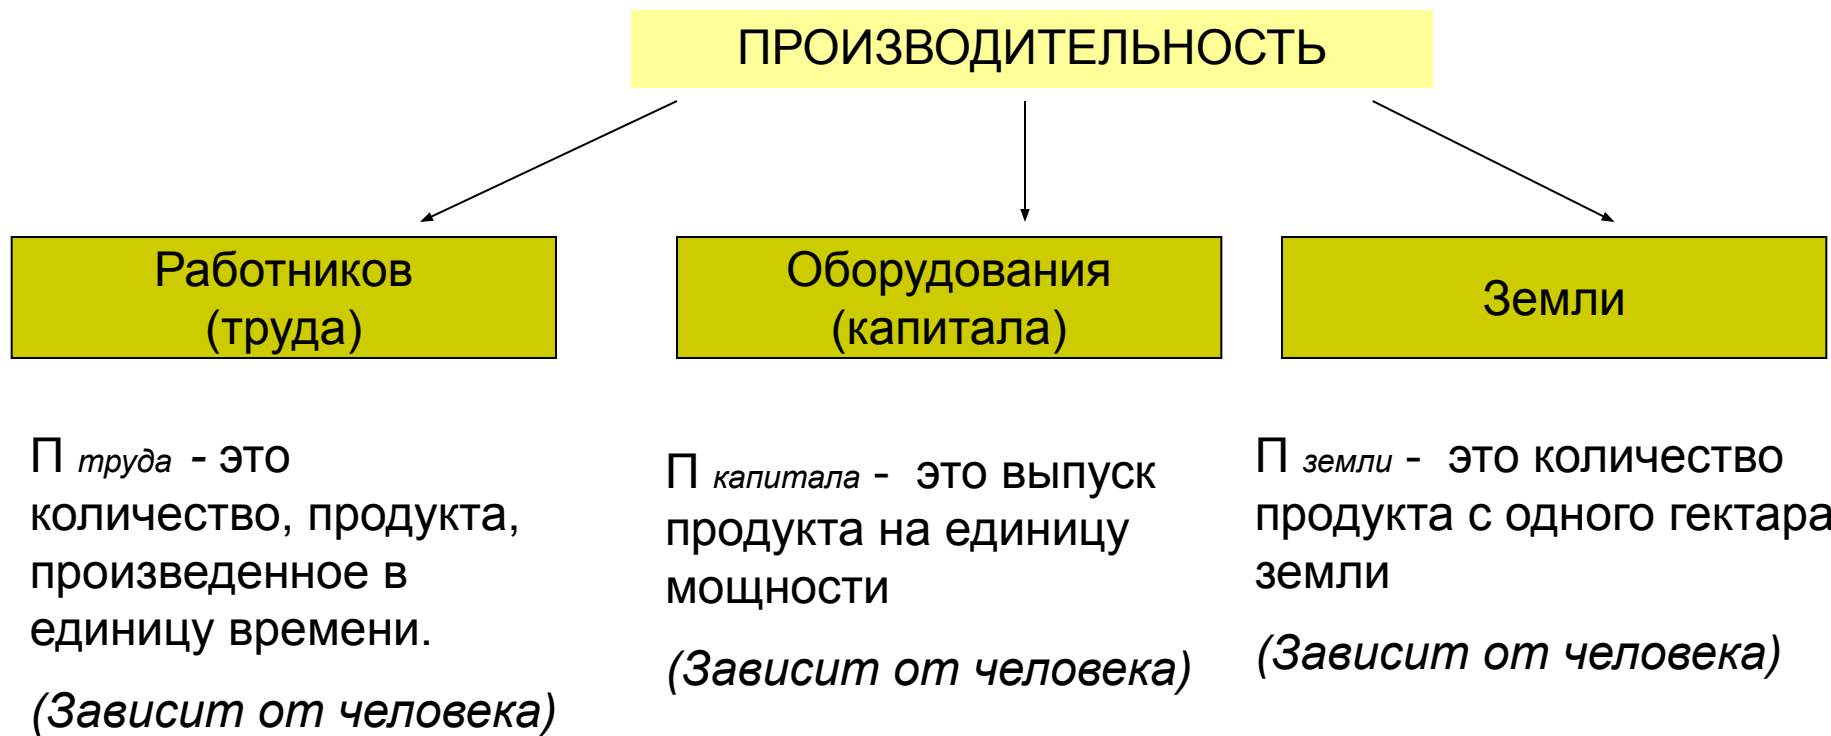 ПРОИЗВОДИТЕЛЬНОСТЬ
Работников
(труда)
Оборудования
(капитала)
Земли
П труда - это
количество, продукта,
произведенное в
единицу времени.
(Зависит от человека)
П капитала - это выпуск
продукта на единицу
мощности
(Зависит от человека)
П земли - это количество
продукта с одного гектара
земли
(Зависит от человека)